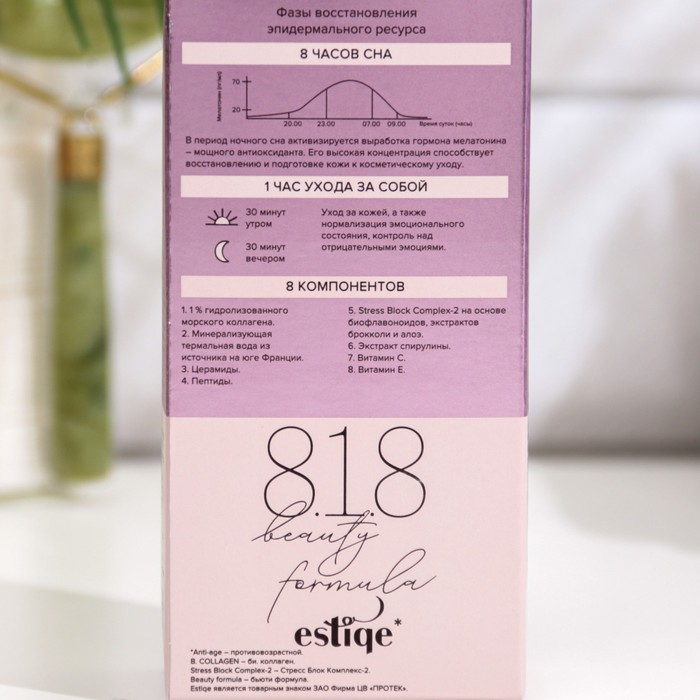 Фазы восстановления
эпидермального ресурса
8 ЧАСОВ СНА
70
20
20.00 23.00 07.00 09.00 Время суток (часы)
В период ночного сна активизируется выработка гормона мелатонина
– мощного антиоксиданта. Его высокая концентрация способствует
восстановлению и подготовке кожи к косметическому уходу.
1 ЧАС УХОДА ЗА СОБОЙ
30 минут
утром
30 минут
вечером
Уход за кожей, а также
нормализация эмоционального
состояния, контроль над
отрицательными эмоциями.
8 КОМПОНЕНТОВ
1. 1 % гидролизованного
морского коллагена.
2. Минерализующая
термальная вода из
источника на юге Франции.
3. Церамиды.
4. Пептиды.
5. Stress Block Complex-2 на основе
биофлавоноидов, экстрактов
брокколи и алоэ.
6. Экстракт спирулины.
7. Витамин С.
8. Витамин Е.
8.1.8
beauty
formula
estiqe*
*Anti-age – противовозрастной.
B. COLLAGEN – би. коллаген.
Stress Block Complex-2 – Стресс Блок Комплекс-2.
Beauty formula – бьюти формула.
Estiqe является товарным знаком ЗАО Фирма ЦВ «ПРОТЕК».